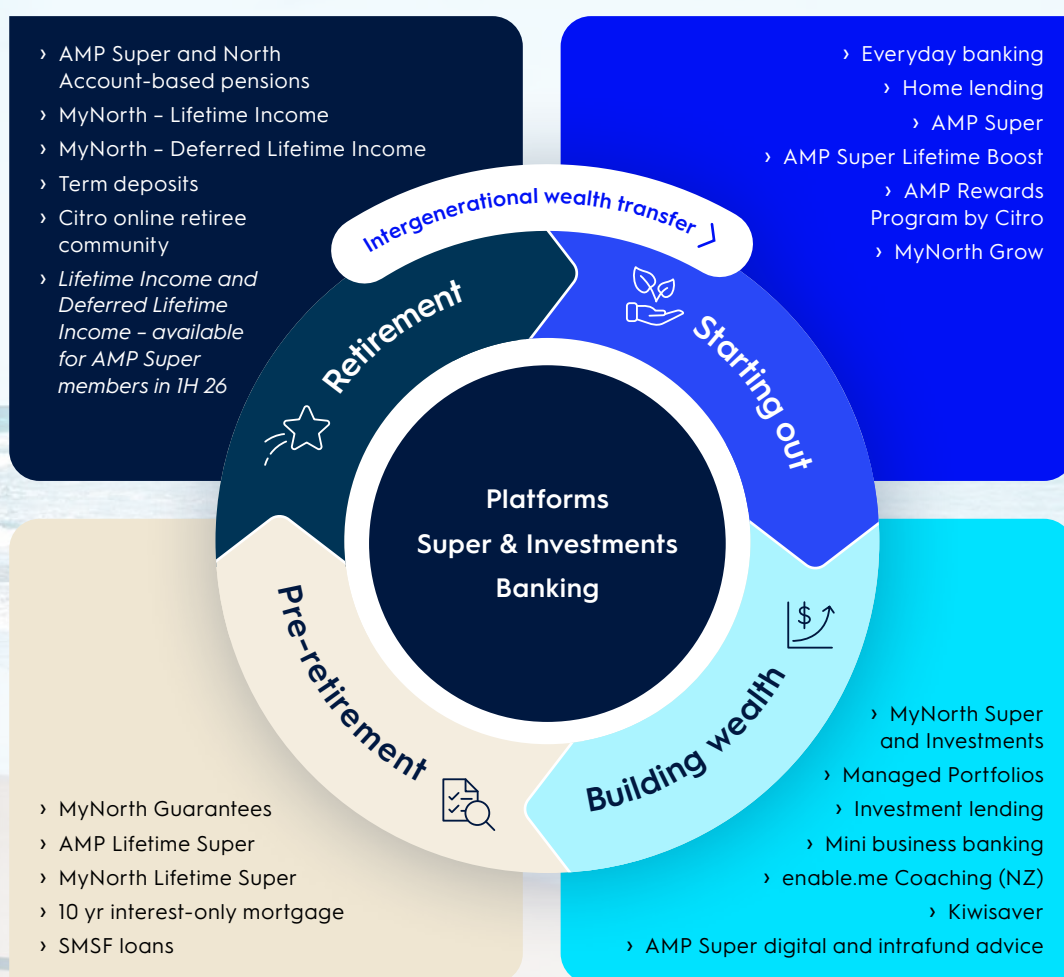 › AMP Super and North
Account-based pensions
› MyNorth – Lifetime Income
› MyNorth – Deferred Lifetime Income
› Term deposits
› Citro online retiree
community
› Lifetime Income and
Deferred Lifetime
Income – available
for AMP Super
members in 1H 26
› Everyday banking
› Home lending
› AMP Super
› AMP Super Lifetime Boost
› AMP Rewards
Program by Citro
› MyNorth Grow
Intergenerational wealth transfer
Retirement
Starting out
Platforms
Super & Investments
Banking
Pre-retirement
Building wealth
$
› MyNorth Guarantees
› AMP Lifetime Super
› MyNorth Lifetime Super
› 10 yr interest-only mortgage
› SMSF loans
› MyNorth Super
and Investments
› Managed Portfolios
› Investment lending
› Mini business banking
› enable.me Coaching (NZ)
› Kiwisaver
› AMP Super digital and intrafund advice